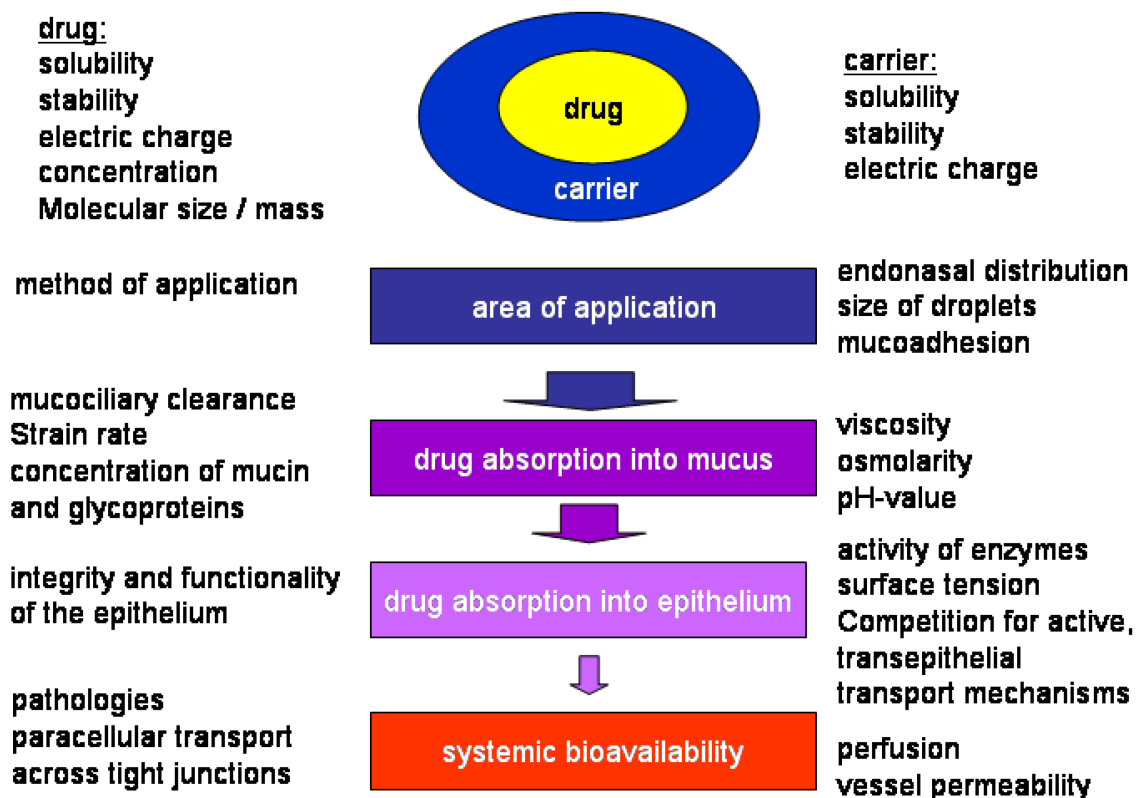 drug:
solubility
stability
electric charge
concentration
Molecular size / mass
drug
carrier
carrier:
solubility
stability
electric charge
method of application
area of application
endonasal distribution
size of droplets
mucoadhesion
mucociliary clearance
Strain rate
concentration of mucin
and glycoproteins
drug absorption into mucus
viscosity
osmolarity
pH-value
integrity and functionality
of the epithelium
drug absorption into epithelium
activity of enzymes
surface tension
Competition for active,
transepithelial
transport mechanisms
pathologies
paracellular transport
across tight junctions
systemic bioavailability
perfusion
vessel permeability